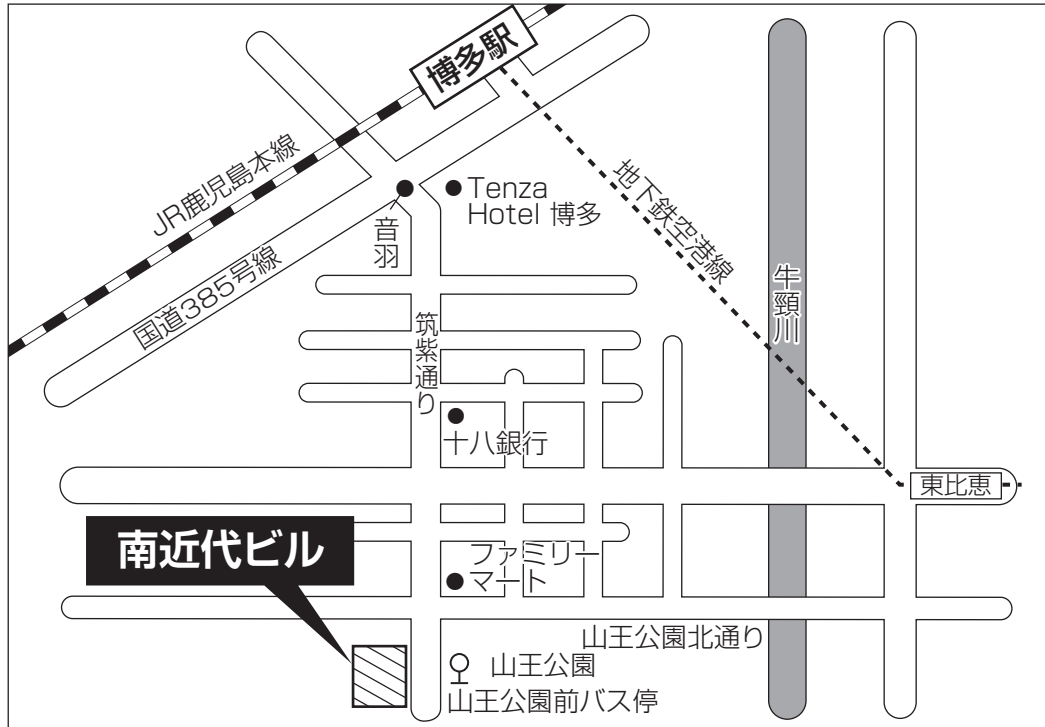 博多駅
JR鹿児島本線
地下鉄空港線
Tenza
Hotel 博多
音羽
国道385号線
牛頸川
筑紫通り
十八銀行
東比恵
南近代ビル
ファミリー
マート
山王公園北通り
山王公園
山王公園前バス停